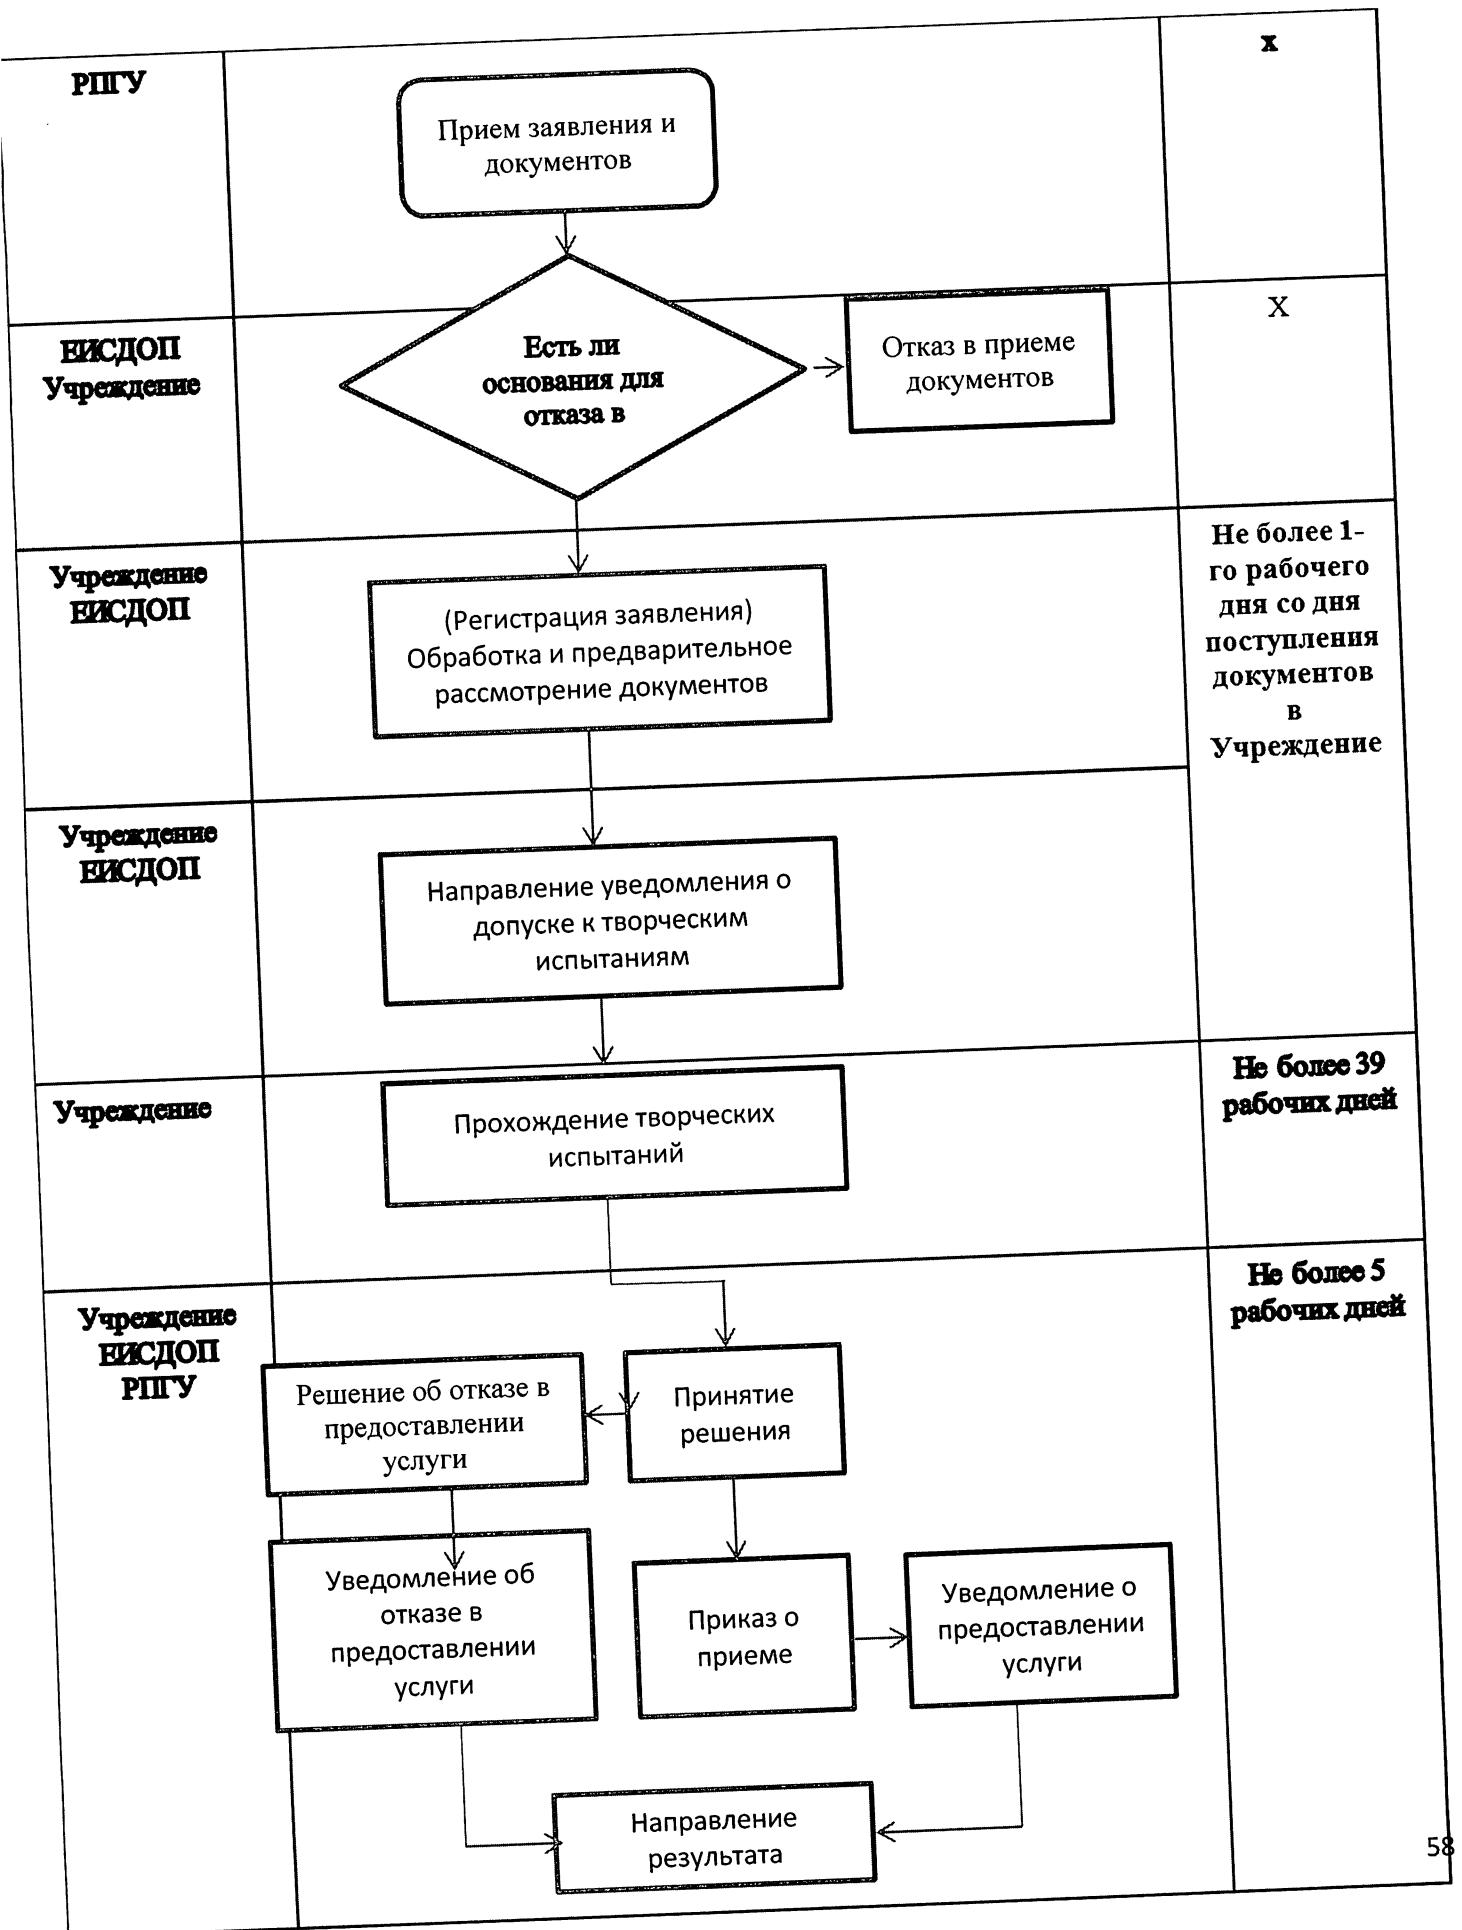 РПГУ
Прием заявления и
документов
х
ЕИСДОП
Учреждение
Есть ли
основания для
отказа в
Отказ в приеме
документов
Х
Учреждение
ЕИСДОП
(Регистрация заявления)
Обработка и предварительное
рассмотрение документов
Не более 1-
го рабочего
дня со дня
поступления
документов
в
Учреждение
Учреждение
ЕИСДОП
Направление уведомления о
допуске к творческим
испытаниям
Учреждение
Прохождение творческих
испытаний
Не более 39
рабочих дней
Учреждение
ЕИСДОП
РПГУ
Решение об отказе в
предоставлении
услуги
Принятие
решения
Не более 5
рабочих дней
Уведомление об
отказе в
предоставлении
услуги
Приказ о
приеме
Уведомление о
предоставлении
услуги
Направление
результата
58